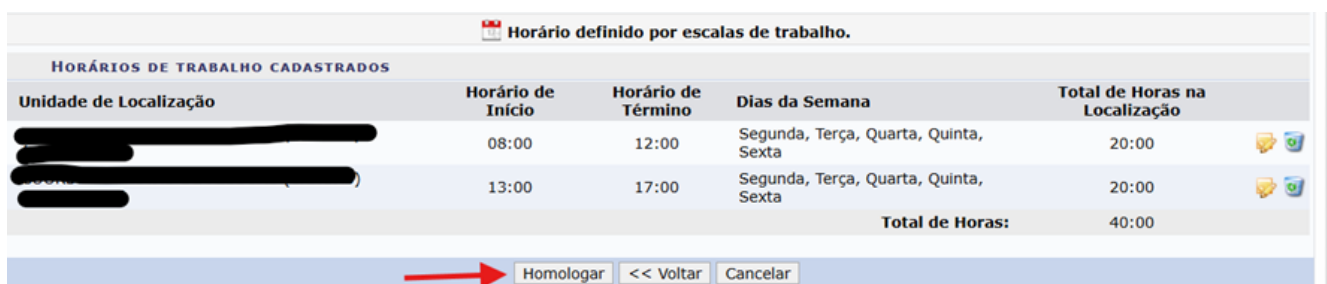 Horário definido por escalas de trabalho.
HORÁRIOS DE TRABALHO CADASTRADOS
Unidade de Localização Horário de Início Horário de Término Dias da Semana Total de Horas na Localização
08:00 12:00 Segunda, Terça, Quarta, Quinta, Sexta 20:00
13:00 17:00 Segunda, Terça, Quarta, Quinta, Sexta 20:00
Total de Horas: 40:00
Homologar << Voltar Cancelar